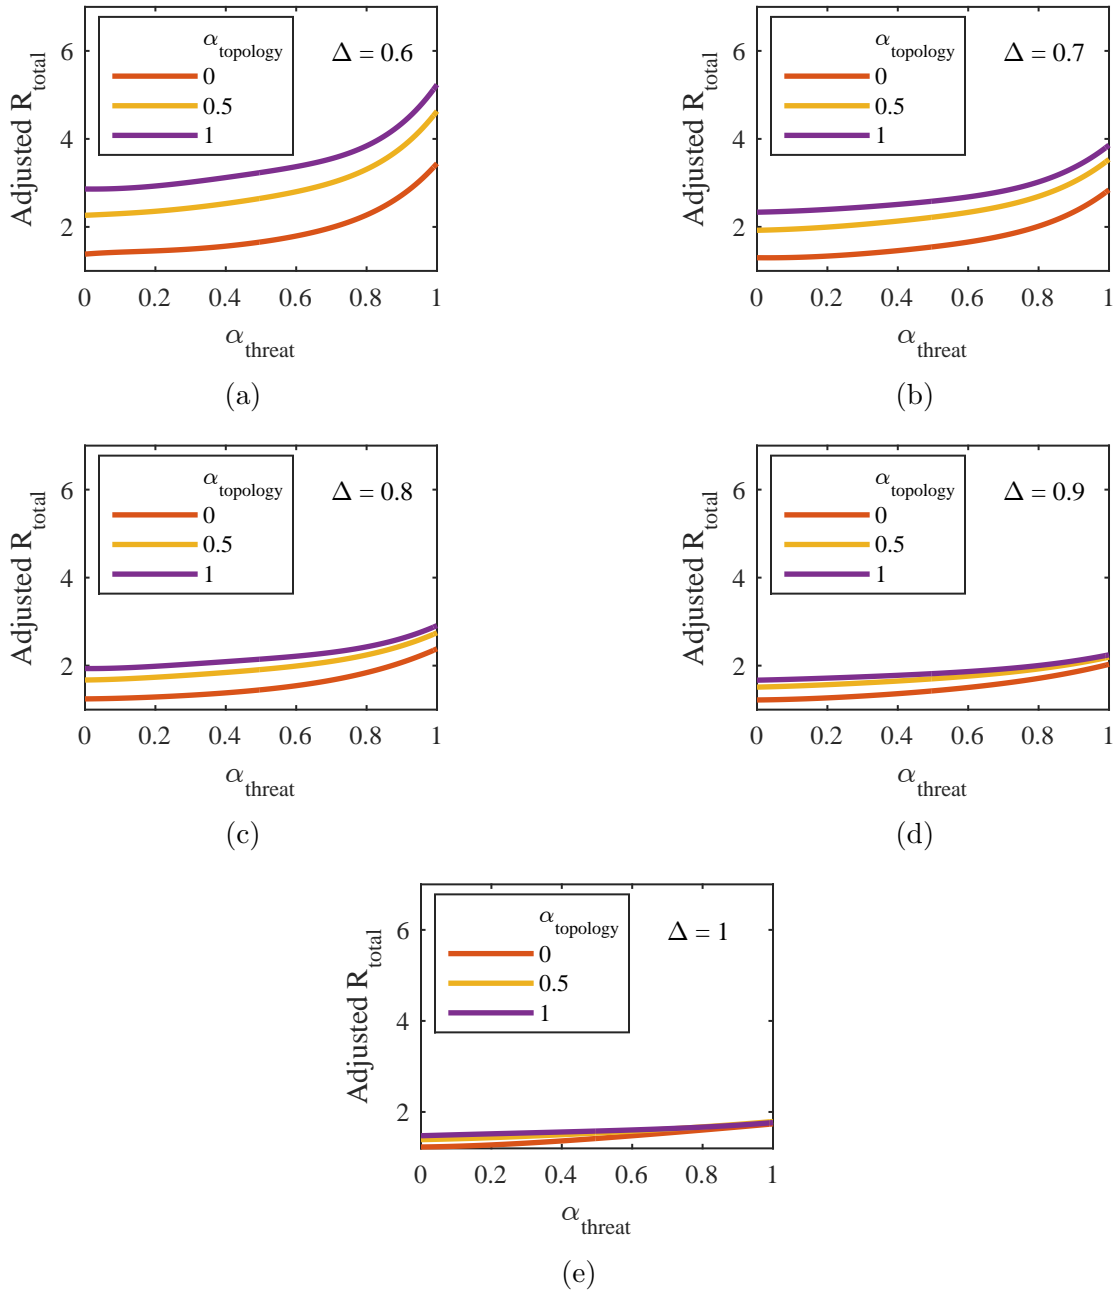 α_topology
Δ = 0.6
0
0.5
1
Adjusted R_total
6
4
2
0 0.2 0.4 0.6 0.8 1
α_threat
(a)
α_topology
Δ = 0.7
0
0.5
1
Adjusted R_total
6
4
2
0 0.2 0.4 0.6 0.8 1
α_threat
(b)
α_topology
Δ = 0.8
0
0.5
1
Adjusted R_total
6
4
2
0 0.2 0.4 0.6 0.8 1
α_threat
(c)
α_topology
Δ = 0.9
0
0.5
1
Adjusted R_total
6
4
2
0 0.2 0.4 0.6 0.8 1
α_threat
(d)
α_topology
Δ = 1
0
0.5
1
Adjusted R_total
6
4
2
0 0.2 0.4 0.6 0.8 1
α_threat
(e)